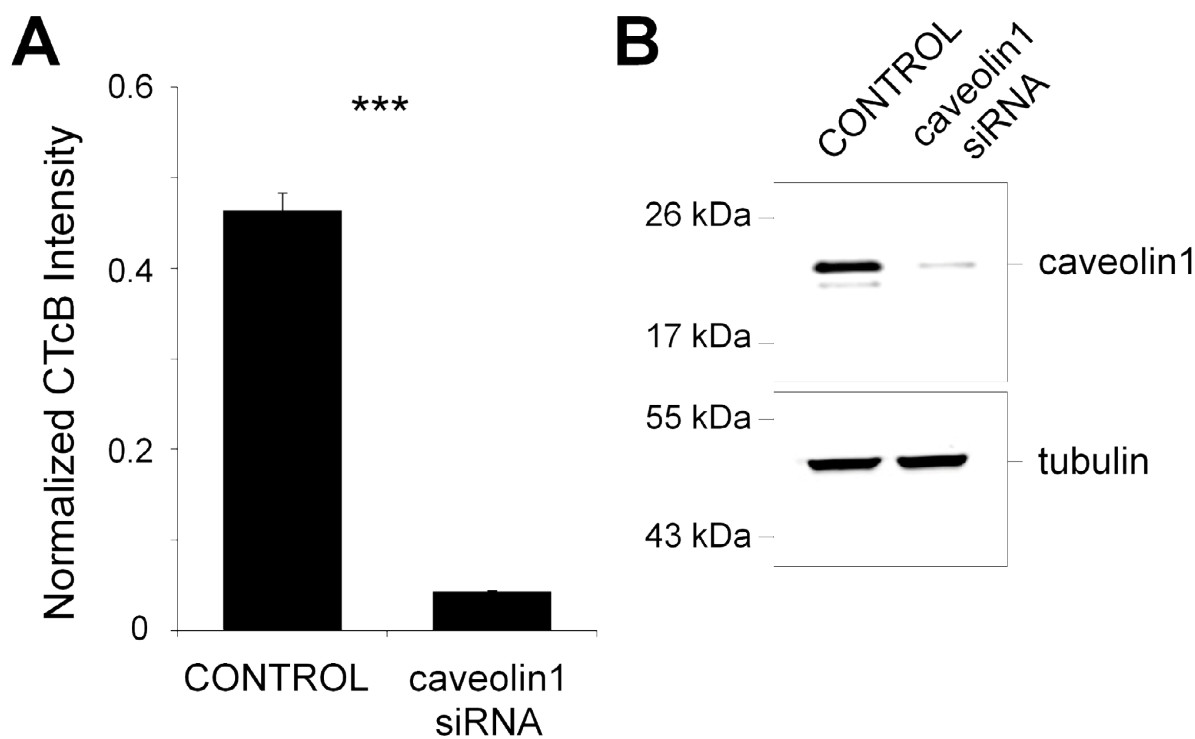 A
Normalized CTcB Intensity
0.6
0.4
0.2
0
***
CONTROL
caveolin1
siRNA
B
CONTROL
caveolin1
siRNA
26 kDa
17 kDa
caveolin1
55 kDa
43 kDa
tubulin